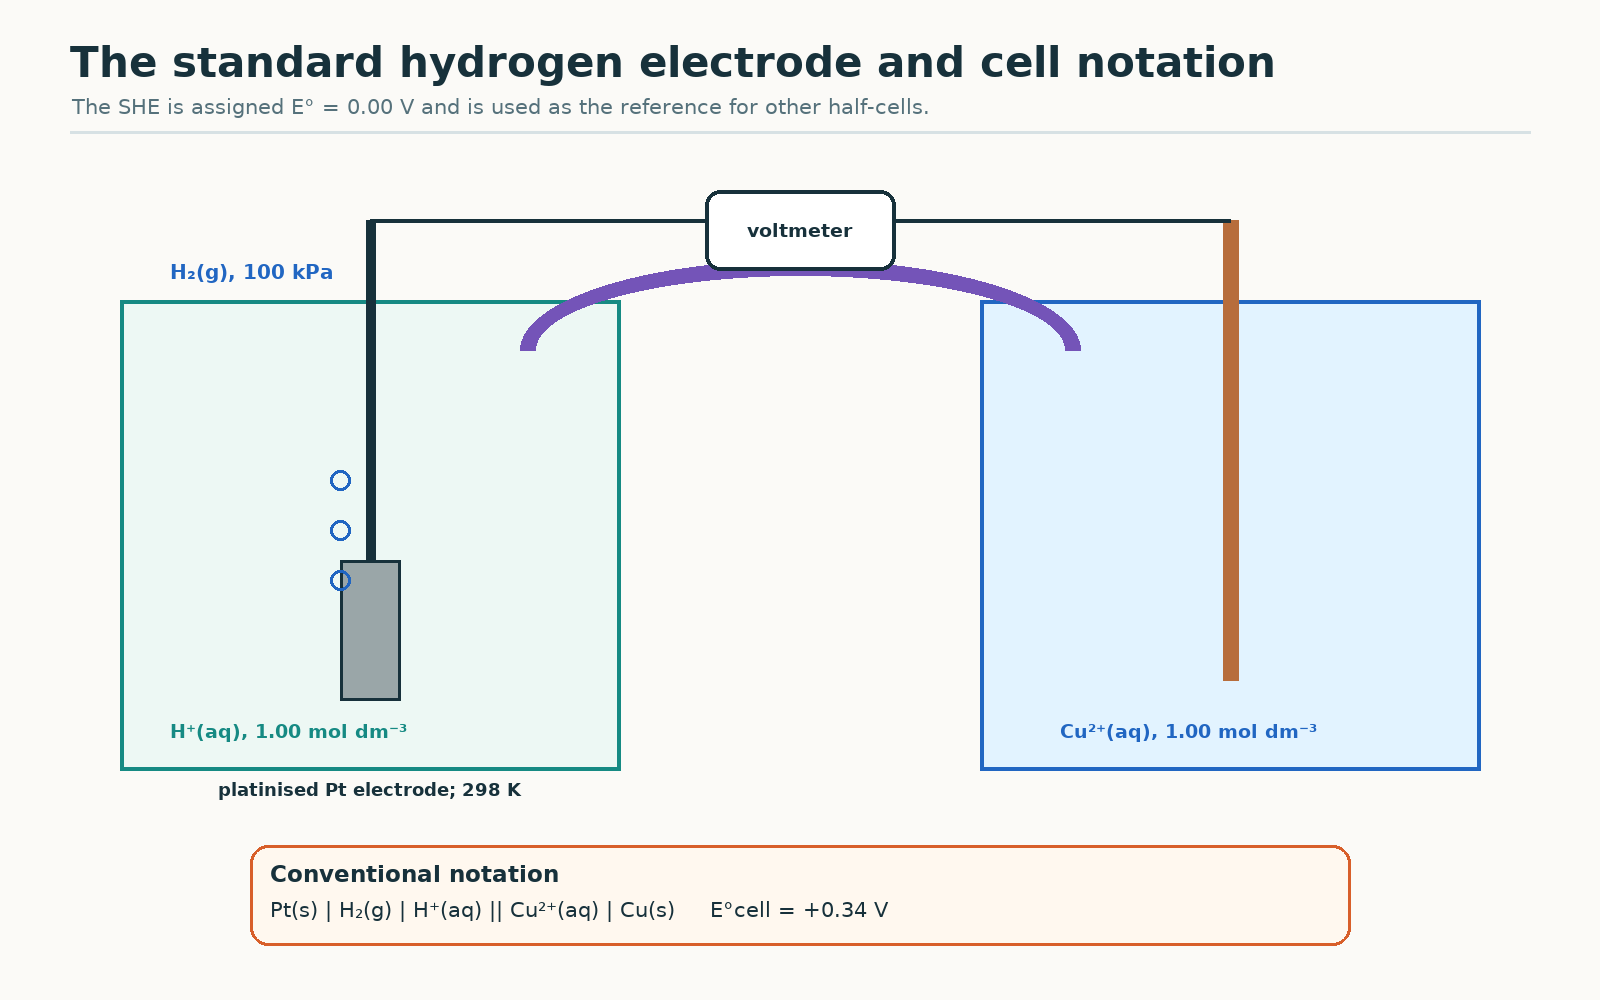 The standard hydrogen electrode and cell notation
The SHE is assigned E° = 0.00 V and is used as the reference for other half-cells.
voltmeter
H₂(g), 100 kPa
H⁺(aq), 1.00 mol dm⁻³
Cu²⁺(aq), 1.00 mol dm⁻³
platinised Pt electrode; 298 K
Conventional notation
Pt(s) | H₂(g) | H⁺(aq) || Cu²⁺(aq) | Cu(s)     E°cell = +0.34 V